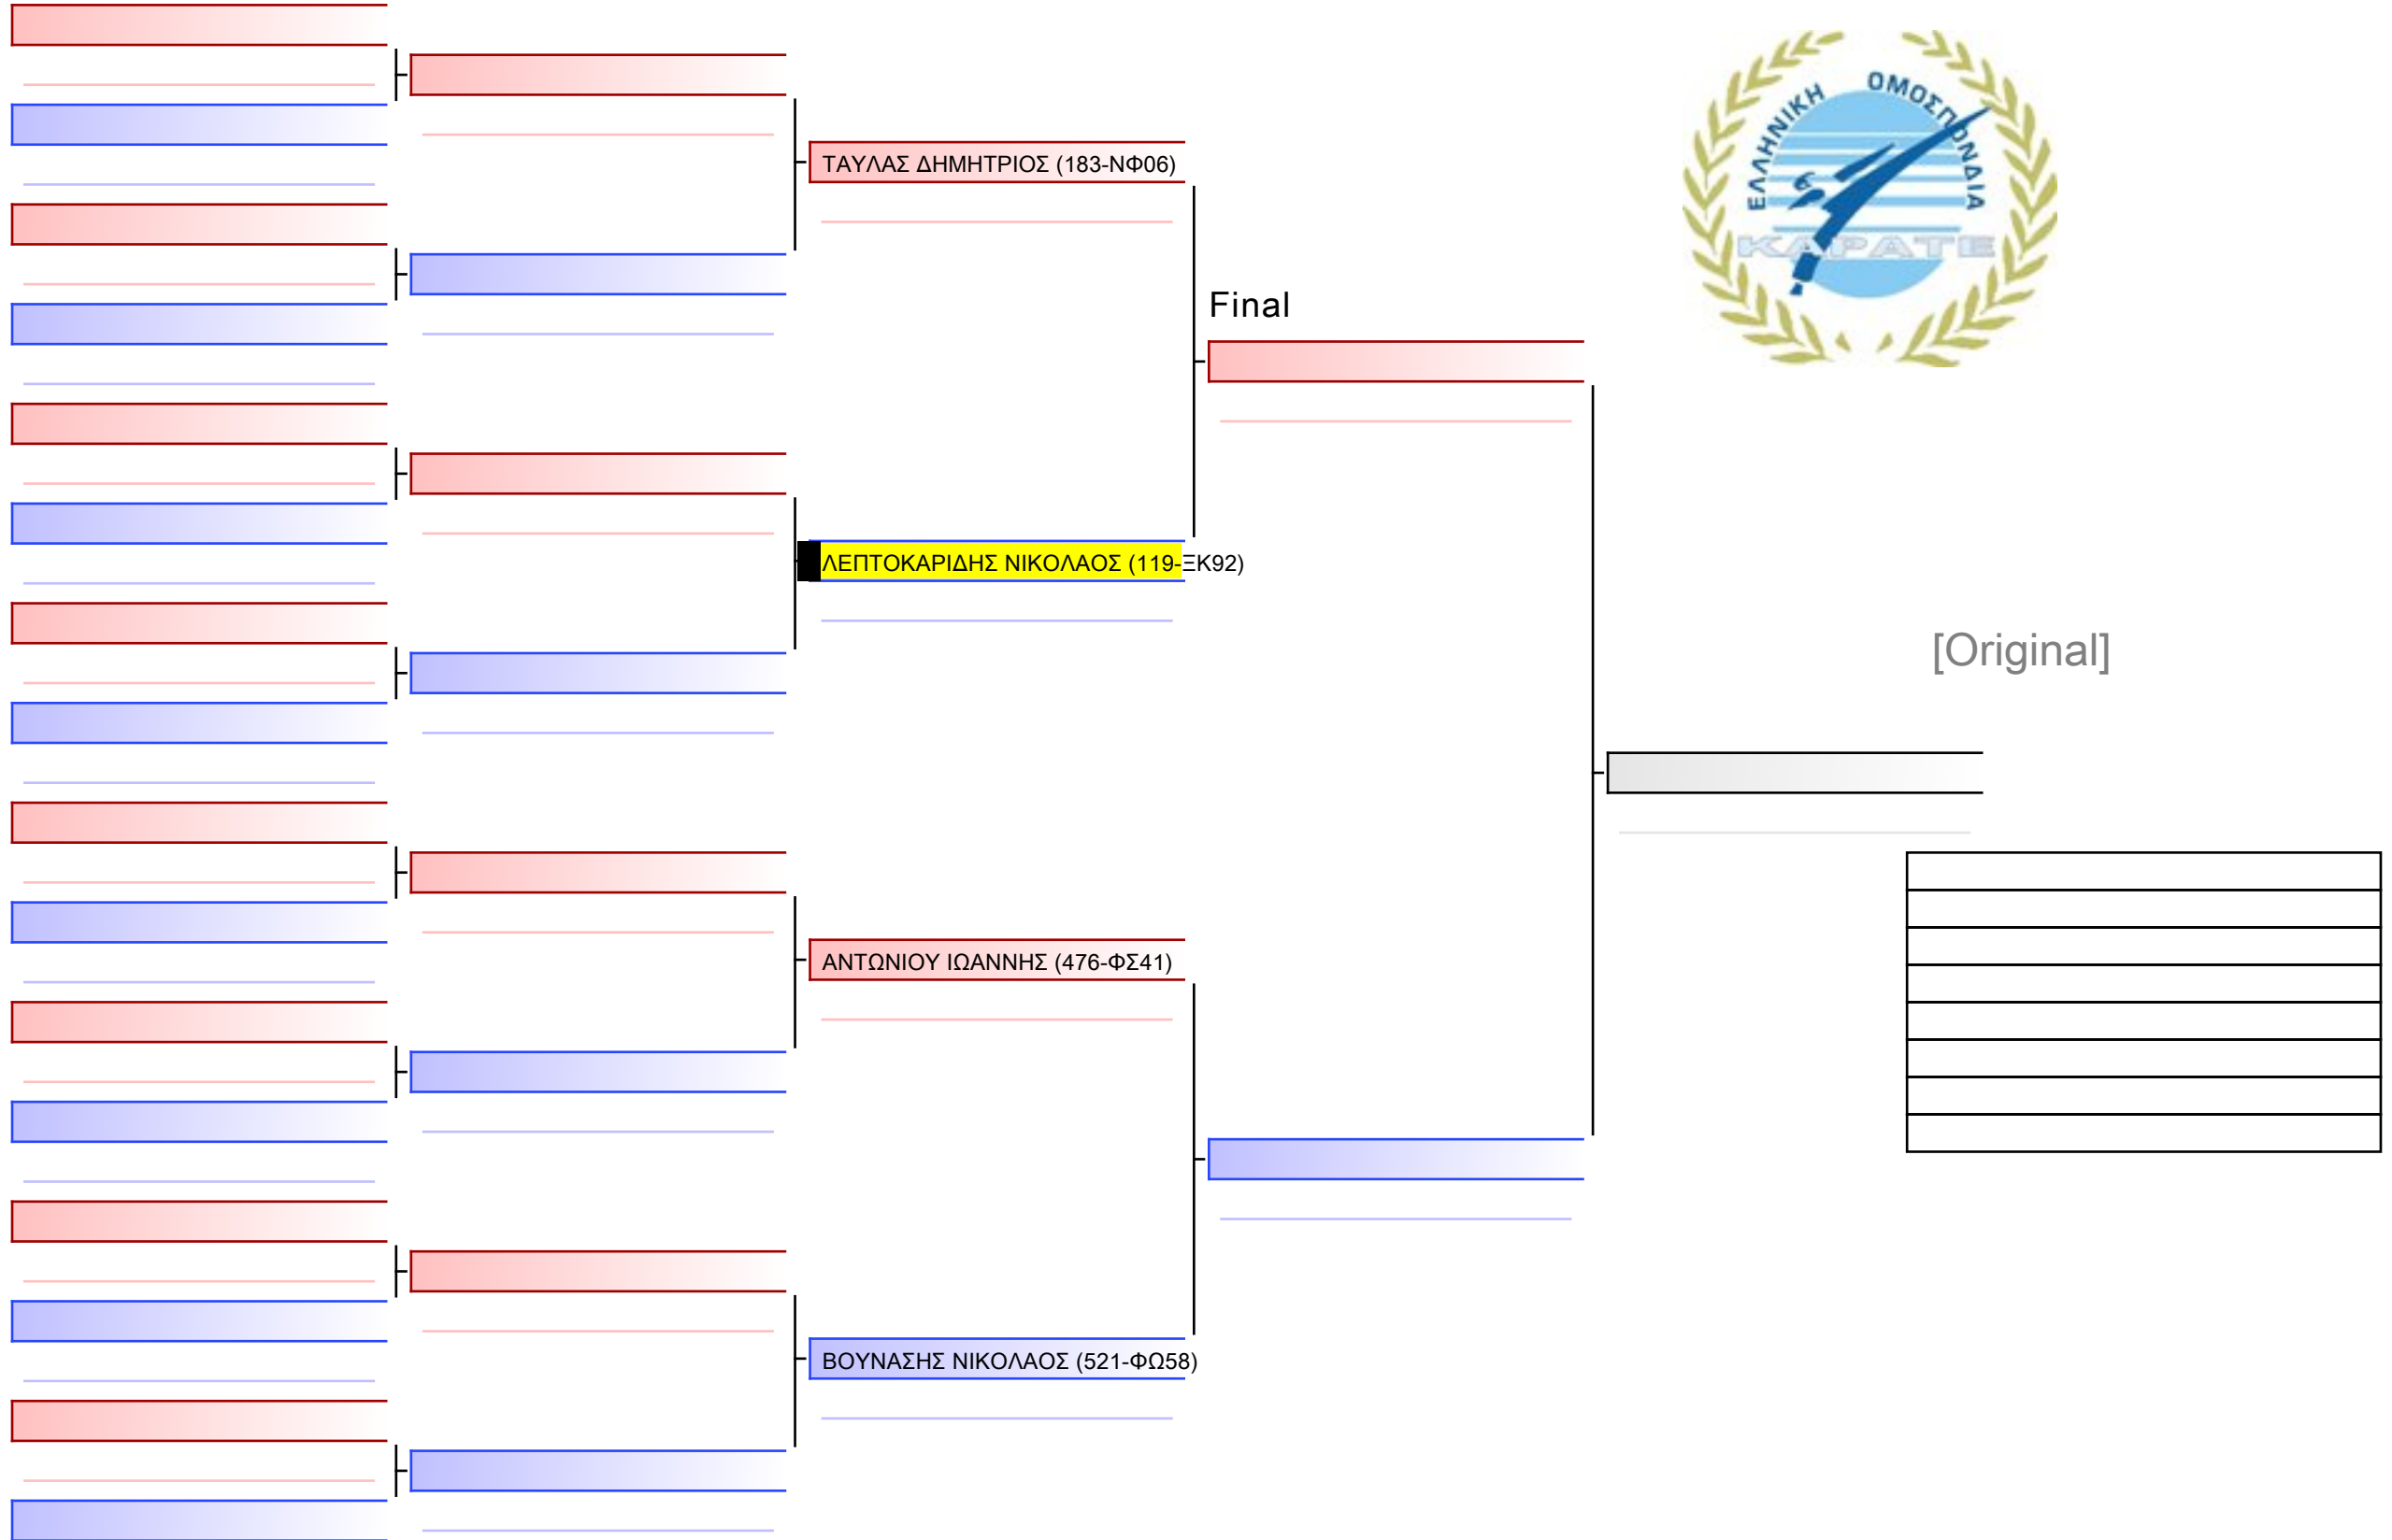 ΕΛΛΗΝΙΚΗ ΟΜΟΣΠΟΝΔΙΑ
ΚΑΡΑΤΕ
ΤΑΥΛΑΣ ΔΗΜΗΤΡΙΟΣ (183-ΝΦ06)
Final
ΛΕΠΤΟΚΑΡΙΔΗΣ ΝΙΚΟΛΑΟΣ (119-ΞΚ92)
[Original]
ΑΝΤΩΝΙΟΥ ΙΩΑΝΝΗΣ (476-ΦΣ41)
ΒΟΥΝΑΣΗΣ ΝΙΚΟΛΑΟΣ (521-ΦΩ58)